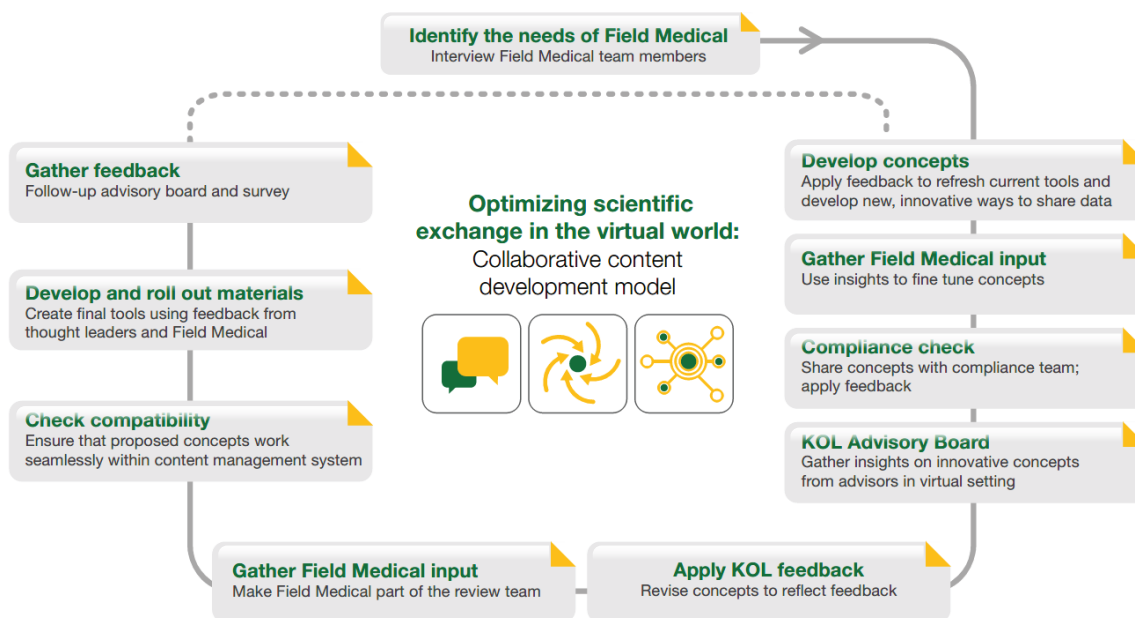 Identify the needs of Field Medical
Interview Field Medical team members
Develop concepts
Apply feedback to refresh current tools and
develop new, innovative ways to share data
Gather Field Medical input
Use insights to fine tune concepts
Compliance check
Share concepts with compliance team;
apply feedback
KOL Advisory Board
Gather insights on innovative concepts
from advisors in virtual setting
Apply KOL feedback
Revise concepts to reflect feedback
Gather Field Medical input
Make Field Medical part of the review team
Check compatibility
Ensure that proposed concepts work
seamlessly within content management system
Develop and roll out materials
Create final tools using feedback from
thought leaders and Field Medical
Gather feedback
Follow-up advisory board and survey
Optimizing scientific
exchange in the virtual world:
Collaborative content
development model